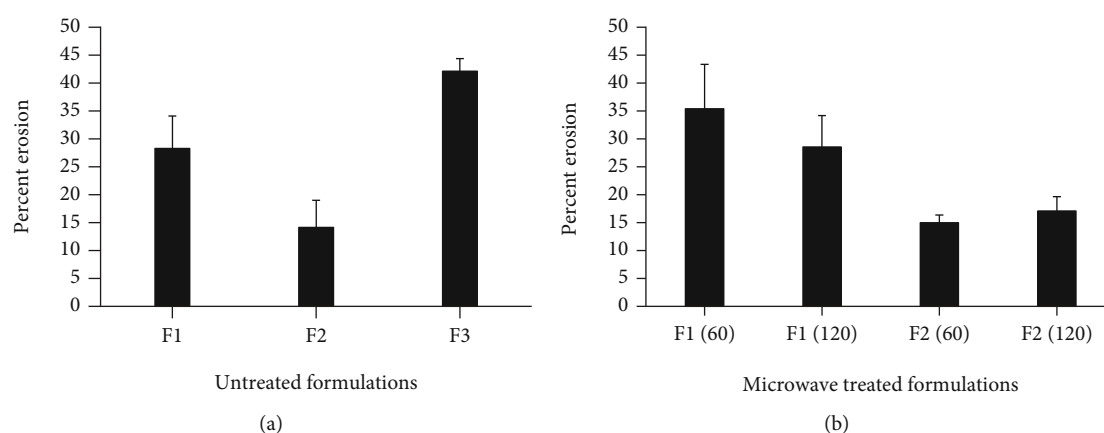 Percent erosion
50
45
40
35
30
25
20
15
10
5
0
F1 F2 F3
Untreated formulations
(a)
Percent erosion
50
45
40
35
30
25
20
15
10
5
0
F1 (60) F1 (120) F2 (60) F2 (120)
Microwave treated formulations
(b)